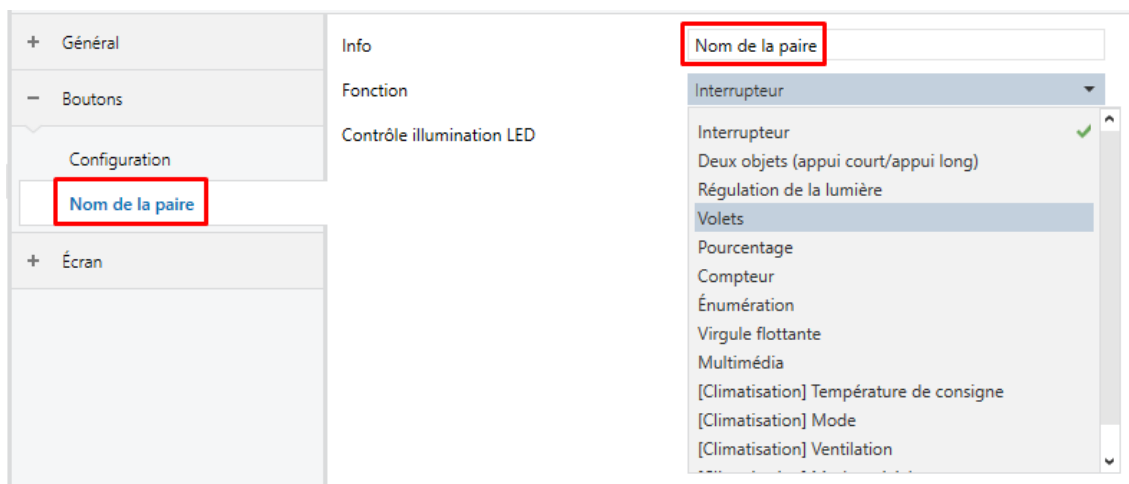 + Général
− Boutons
Configuration
Nom de la paire
+ Écran
Info
Nom de la paire
Fonction
Interrupteur
Contrôle illumination LED
Interrupteur
Deux objets (appui court/appui long)
Régulation de la lumière
Volets
Pourcentage
Compteur
Énumération
Virgule flottante
Multimédia
[Climatisation] Température de consigne
[Climatisation] Mode
[Climatisation] Ventilation